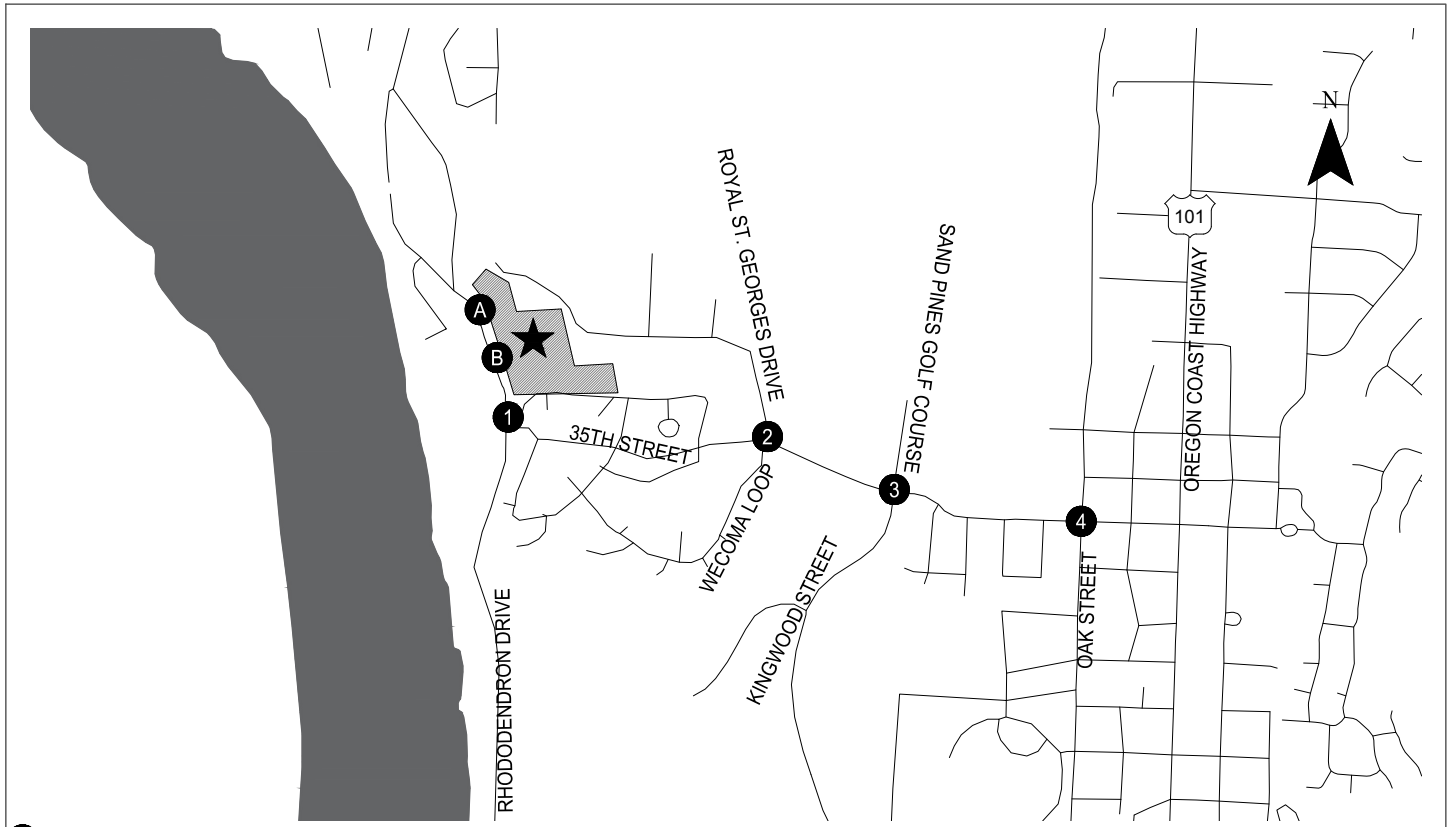 N
ROYAL ST. GEORGES DRIVE
101
SAND PINES GOLF COURSE
OREGON COAST HIGHWAY
A
B
1
35TH STREET
2
3
4
WECOMA LOOP
KINGWOOD STREET
OAK STREET
RHODODENDRON DRIVE